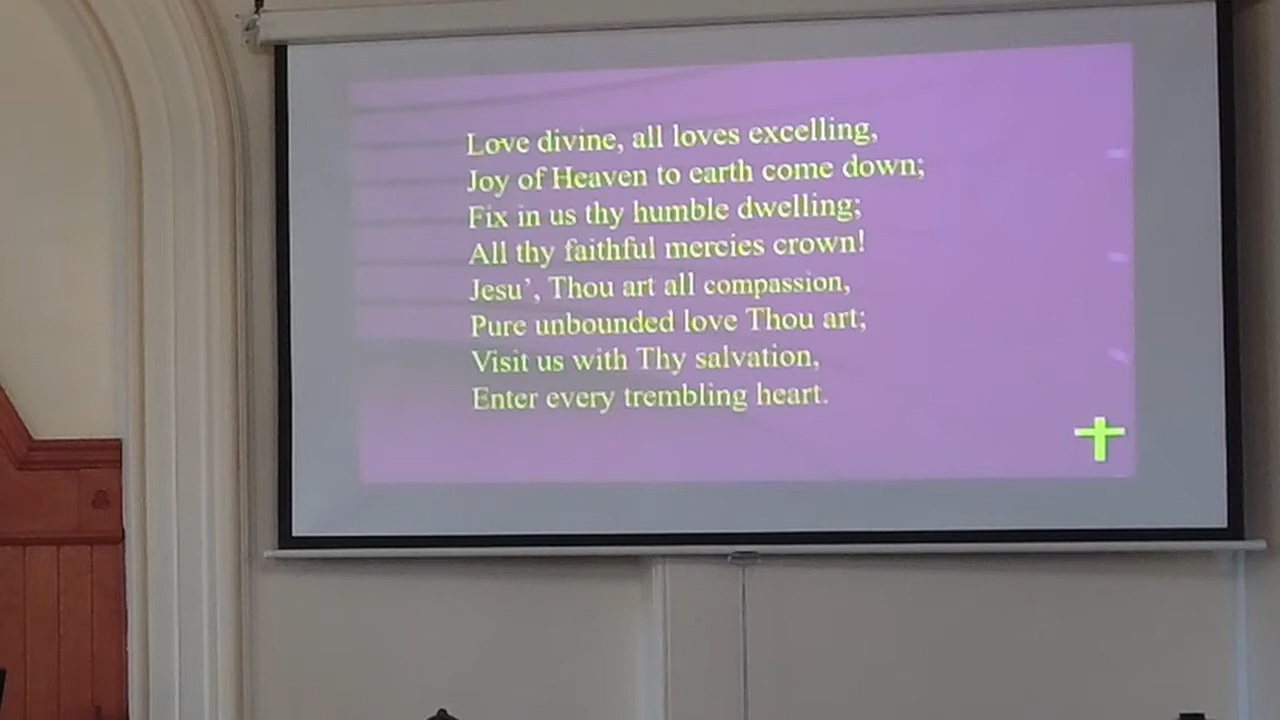 Love divine, all loves excelling,
Joy of Heaven to earth come down;
Fix in us thy humble dwelling;
All thy faithful mercies crown!
Jesu’, Thou art all compassion,
Pure unbounded love Thou art;
Visit us with Thy salvation,
Enter every trembling heart.